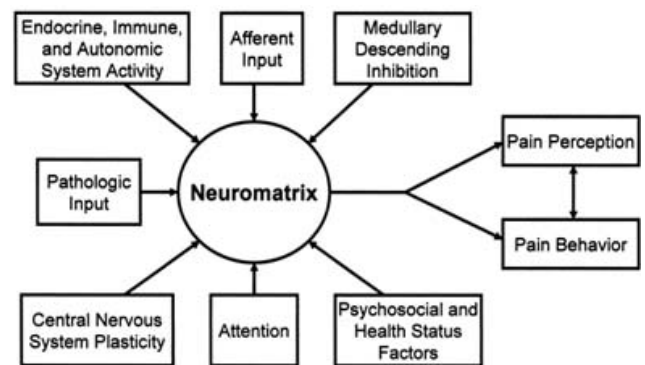 Endocrine, Immune,
and Autonomic
System Activity
Afferent
Input
Medullary
Descending
Inhibition
Pathologic
Input
Neuromatrix
Pain Perception
Pain Behavior
Central Nervous
System Plasticity
Attention
Psychosocial and
Health Status
Factors